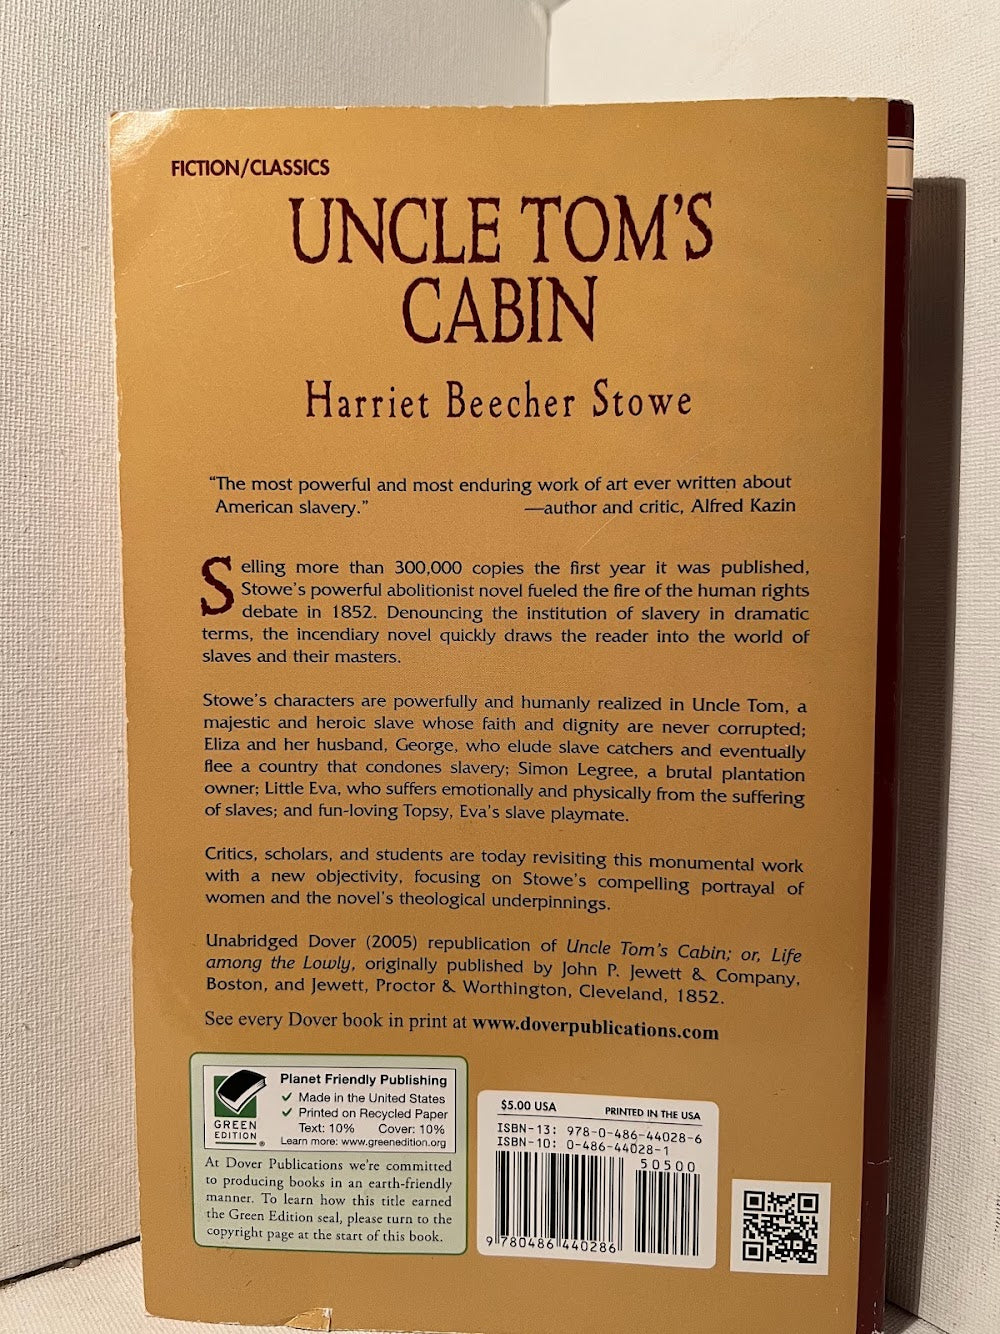 FICTION/CLASSICS
UNCLE TOM'S
CABIN
Harriet Beecher Stowe
“The most powerful and most enduring work of art ever written about
American slavery.” —author and critic, Alfred Kazin
Selling more than 300,000 copies the first year it was published,
Stowe's powerful abolitionist novel fueled the fire of the human rights
debate in 1852. Denouncing the institution of slavery in dramatic
terms, the incendiary novel quickly draws the reader into the world of
slaves and their masters.
Stowe's characters are powerfully and humanly realized in Uncle Tom, a
majestic and heroic slave whose faith and dignity are never corrupted;
Eliza and her husband, George, who elude slave catchers and eventually
flee a country that condones slavery; Simon Legree, a brutal plantation
owner; Little Eva, who suffers emotionally and physically from the suffering
of slaves; and fun-loving Topsy, Eva's slave playmate.
Critics, scholars, and students are today revisiting this monumental work
with a new objectivity, focusing on Stowe's compelling portrayal of
women and the novel's theological underpinnings.
Unabridged Dover (2005) republication of Uncle Tom's Cabin; or, Life
among the Lowly, originally published by John P. Jewett & Company,
Boston, and Jewett, Proctor & Worthington, Cleveland, 1852.
See every Dover book in print at www.doverpublications.com
Planet Friendly Publishing
✓ Made in the United States
✓ Printed on Recycled Paper
Text: 10% Cover: 10%
Learn more: www.greenedition.org
GREEN
EDITION ®
At Dover Publications we're committed
to producing books in an earth-friendly
manner. To learn how this title earned
the Green Edition seal, please turn to the
copyright page at the start of this book.
$5.00 USA PRINTED IN THE USA
ISBN-13: 978-0-486-44028-6
ISBN-10: 0-486-44028-1
50500
9 780486 440286